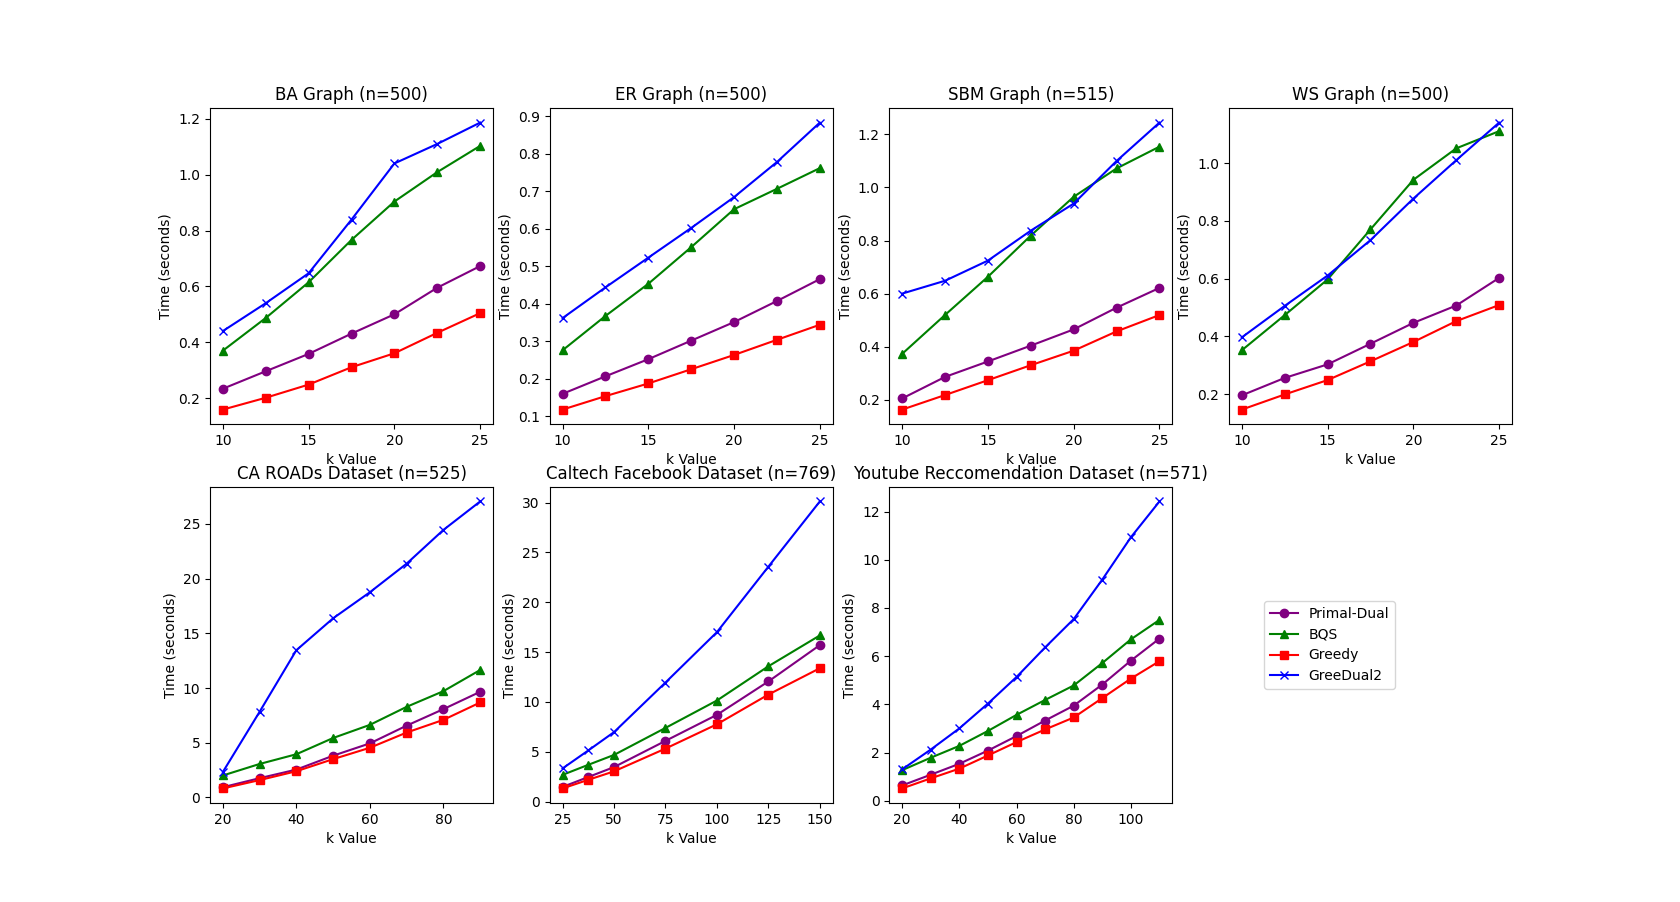 BA Graph (n=500)
ER Graph (n=500)
SBM Graph (n=515)
WS Graph (n=500)
Time (seconds)
1.2
1.0
0.8
0.6
0.4
0.2
10 15 20 25
k Value
Time (seconds)
0.9
0.8
0.7
0.6
0.5
0.4
0.3
0.2
0.1
10 15 20 25
k Value
Time (seconds)
1.2
1.0
0.8
0.6
0.4
0.2
10 15 20 25
k Value
Time (seconds)
1.0
0.8
0.6
0.4
0.2
10 15 20 25
k Value
CA ROADs Dataset (n=525)
Caltech Facebook Dataset (n=769)
Youtube Reccomendation Dataset (n=571)
Time (seconds)
25
20
15
10
5
0
20 40 60 80
k Value
Time (seconds)
30
25
20
15
10
5
0
25 50 75 100 125 150
k Value
Time (seconds)
12
10
8
6
4
2
0
20 40 60 80 100
k Value
Primal-Dual
BQS
Greedy
GreeDual2